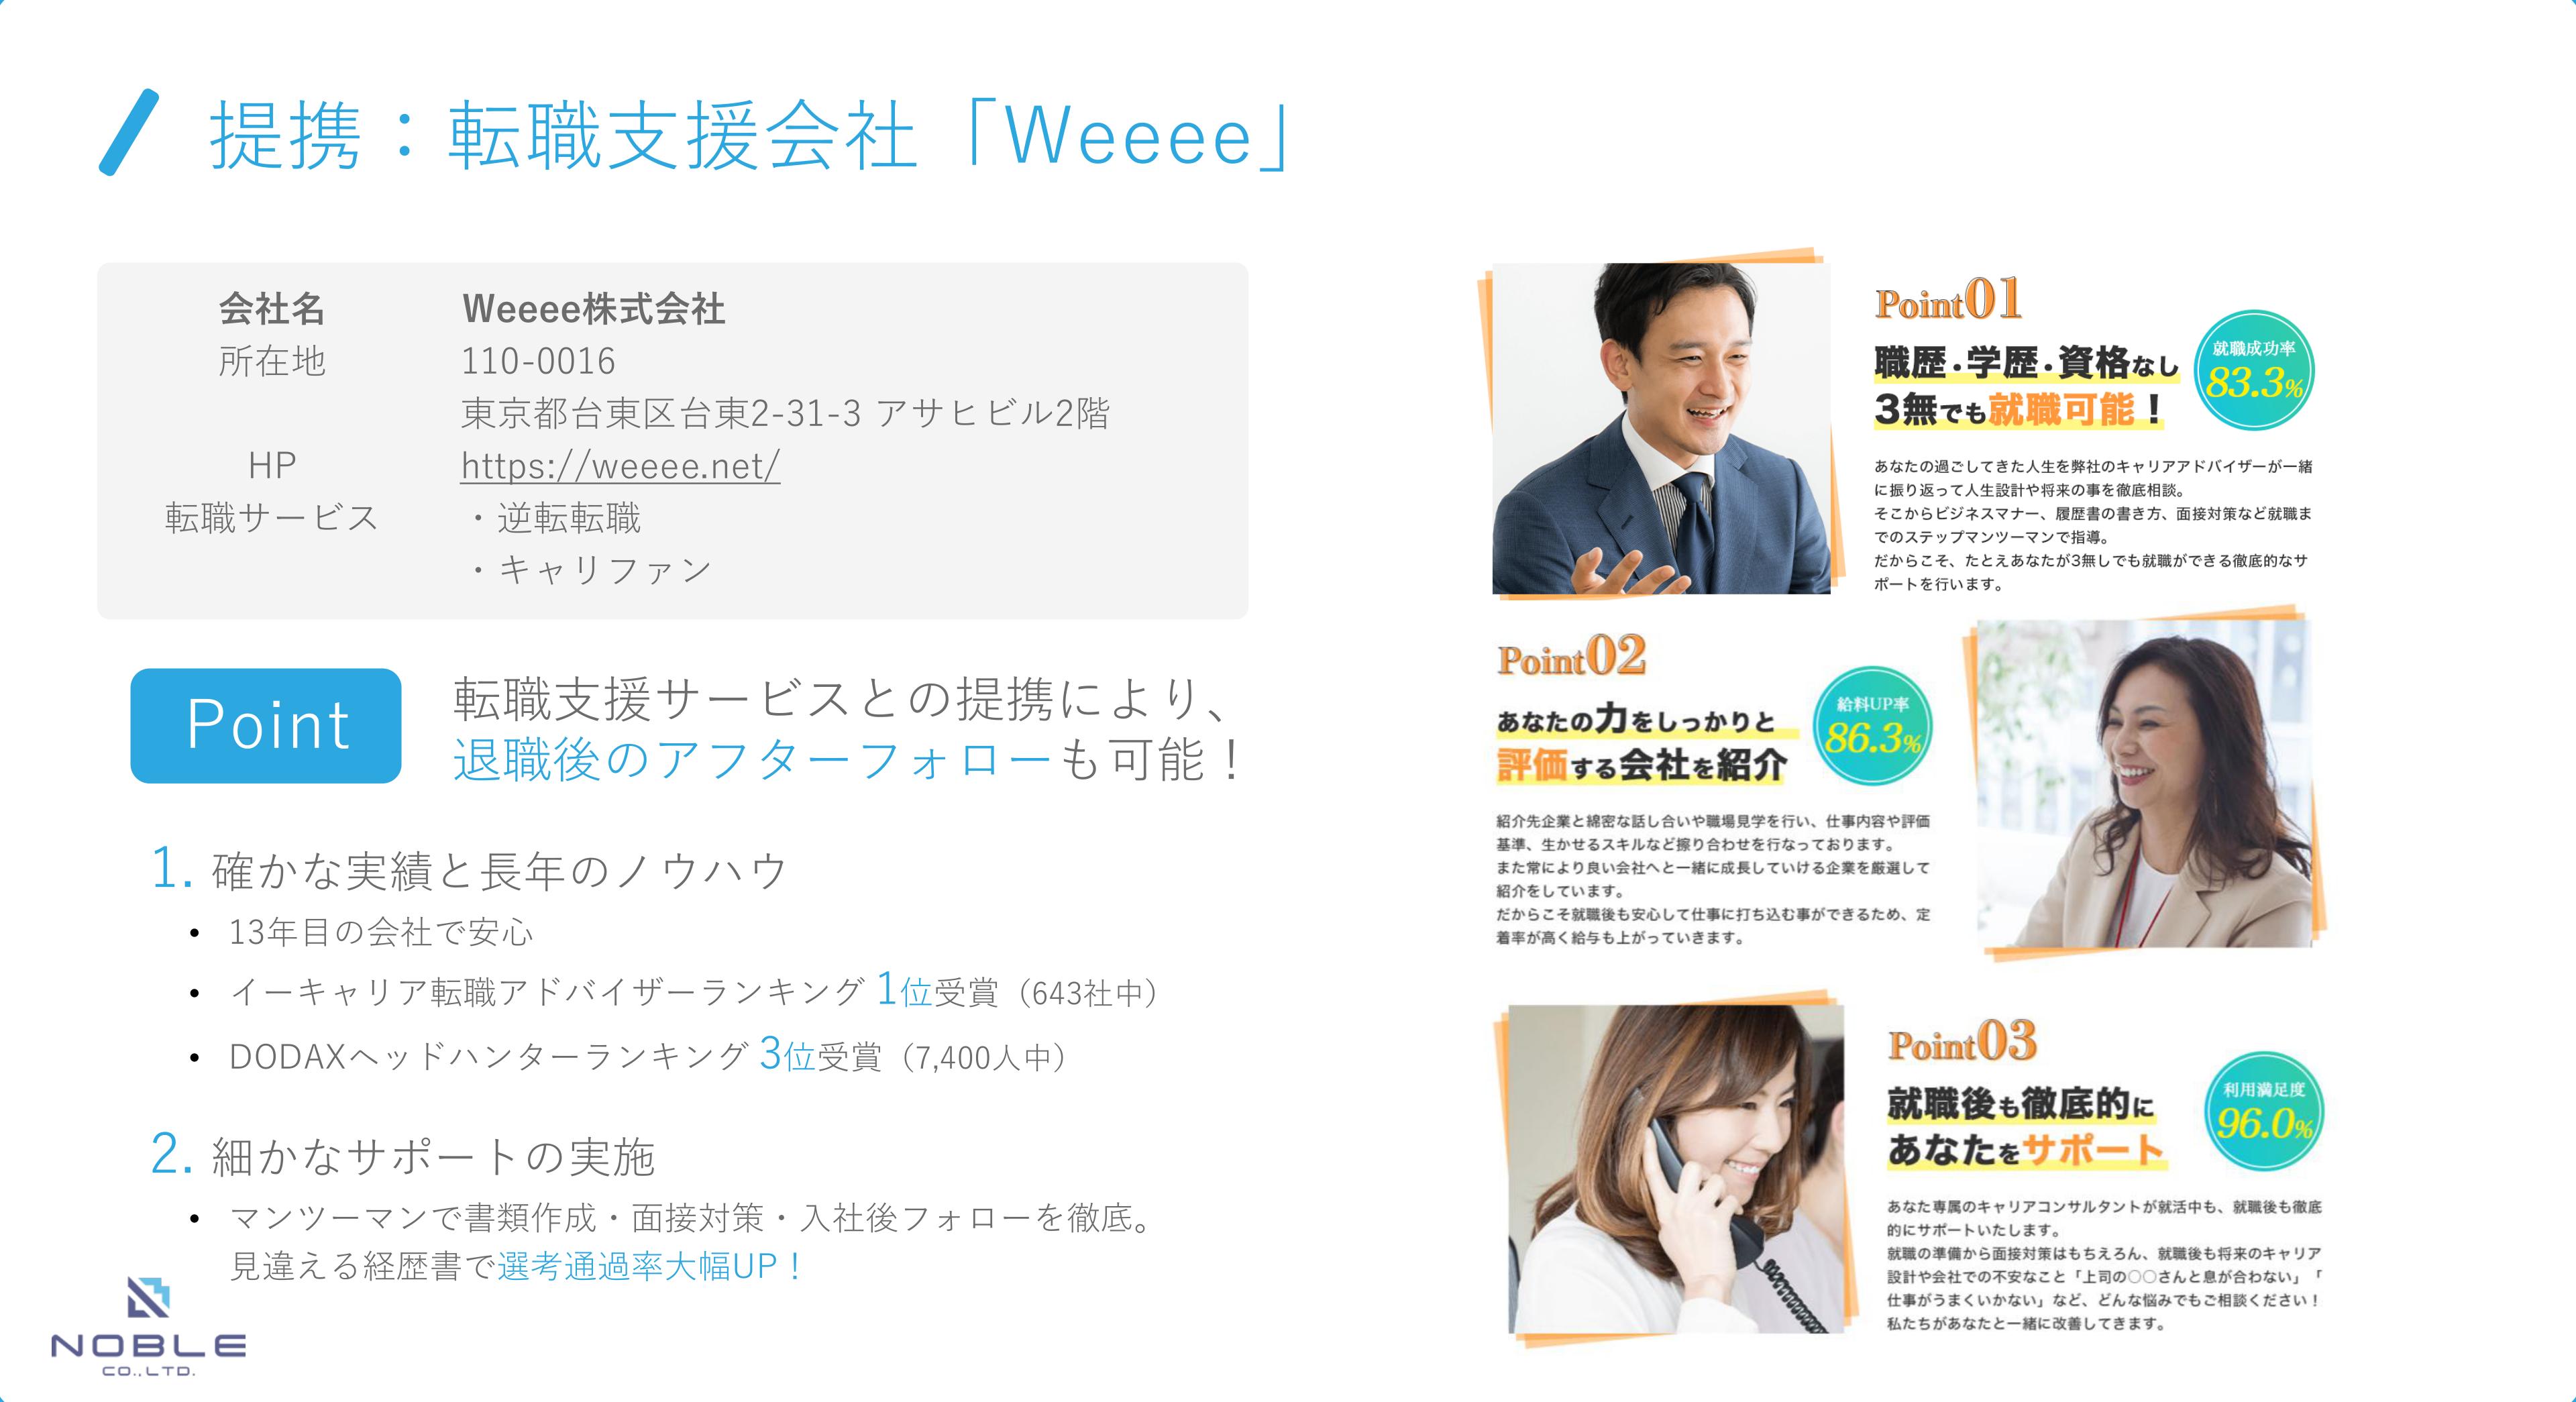 提携：転職支援会社「Weeee」
会社名 Weeee株式会社
所在地 110-0016
東京都台東区台東2-31-3 アサヒビル2階
HP https://weeee.net/
転職サービス ・逆転転職
・キャリファン
Point
転職支援サービスとの提携により、
退職後のアフターフォローも可能！
1. 確かな実績と長年のノウハウ
• 13年目の会社で安心
• イーキャリア転職アドバイザーランキング 1位受賞（643社中）
• DODAXヘッドハンターランキング 3位受賞（7,400人中）
2. 細かなサポートの実施
• マンツーマンで書類作成・面接対策・入社後フォローを徹底。
見違える経歴書で選考通過率大幅UP！
NOBLE
CO.,LTD.
Point01
職歴・学歴・資格なし
3無でも就職可能！
就職成功率
83.3%
あなたの過ごしてきた人生を弊社のキャリアアドバイザーが一緒
に振り返って人生設計や将来の事を徹底相談。
そこからビジネスマナー、履歴書の書き方、面接対策など就職ま
でのステップマンツーマンで指導。
だからこそ、たとえあなたが3無しでも就職ができる徹底的なサ
ポートを行います。
Point02
あなたの力をしっかりと
評価する会社を紹介
給料UP率
86.3%
紹介先企業と綿密な話し合いや職場見学を行い、仕事内容や評価
基準、生かせるスキルなど擦り合わせを行なっております。
また常により良い会社へと一緒に成長していける企業を厳選して
紹介をしています。
だからこそ就職後も安心して仕事に打ち込む事ができるため、定
着率が高く給与も上がっていきます。
Point03
就職後も徹底的に
あなたをサポート
利用満足度
96.0%
あなた専属のキャリアコンサルタントが就活中も、就職後も徹底
的にサポートいたします。
就職の準備から面接対策はもちえろん、就職後も将来のキャリア
設計や会社での不安なこと「上司の〇〇さんと息が合わない」「
仕事がうまくいかない」など、どんな悩みでもご相談ください！
私たちがあなたと一緒に改善してきます。